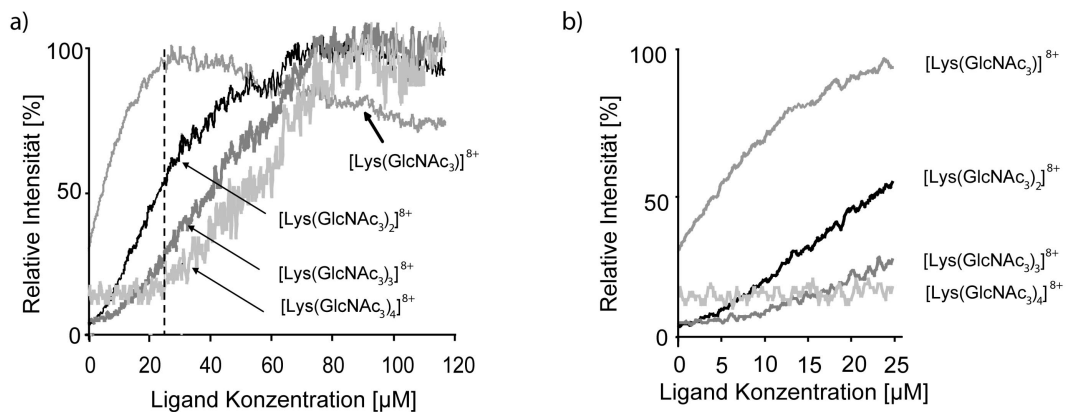 a)
Relative Intensität [%]
100
50
0
0 20 40 60 80 100 120
Ligand Konzentration [µM]
[Lys(GlcNAc₃)]⁸⁺
[Lys(GlcNAc₃)₂]⁸⁺
[Lys(GlcNAc₃)₃]⁸⁺
[Lys(GlcNAc₃)₄]⁸⁺
b)
Relative Intensität [%]
100
50
0
0 5 10 15 20 25
Ligand Konzentration [µM]
[Lys(GlcNAc₃)]⁸⁺
[Lys(GlcNAc₃)₂]⁸⁺
[Lys(GlcNAc₃)₃]⁸⁺
[Lys(GlcNAc₃)₄]⁸⁺